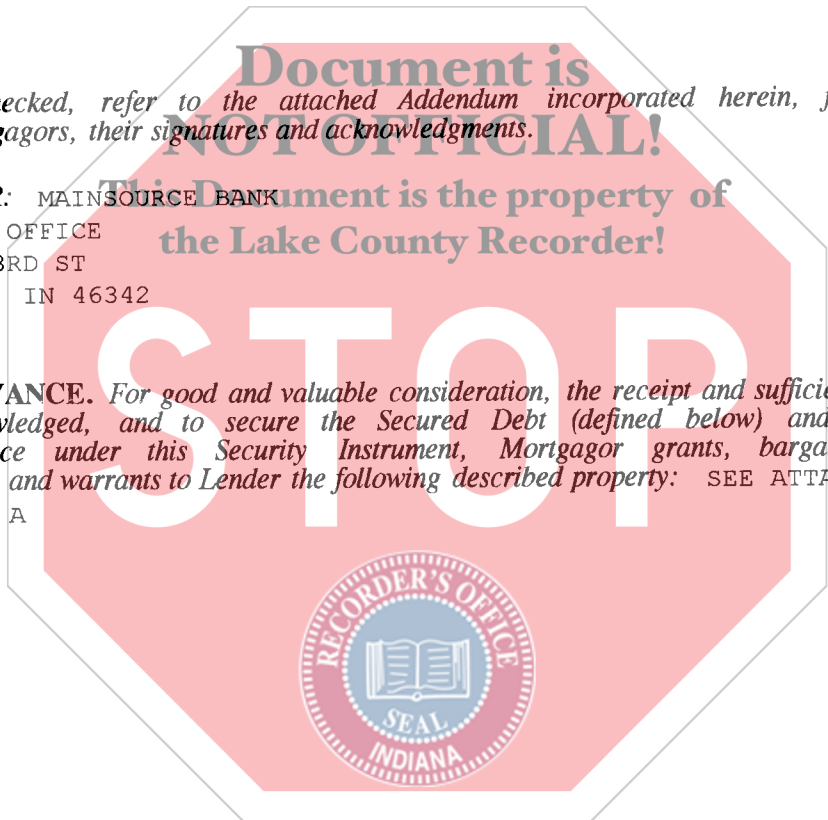 Document is
ecked, refer to the attached Addendum incorporated herein, f
gagors, their signatures and acknowledgments.
NOT OFFICIAL!
R: MAINSOURCE BANK
This Document is the property of
OFFICE
the Lake County Recorder!
3RD ST
IN 46342
STOP
YANCE. For good and valuable consideration, the receipt and sufficie
wledged, and to secure the Secured Debt (defined below) and
ce under this Security Instrument, Mortgagor grants, barga
and warrants to Lender the following described property: SEE ATTA
A
RECORDER'S OFFICE
SEAL
INDIANA